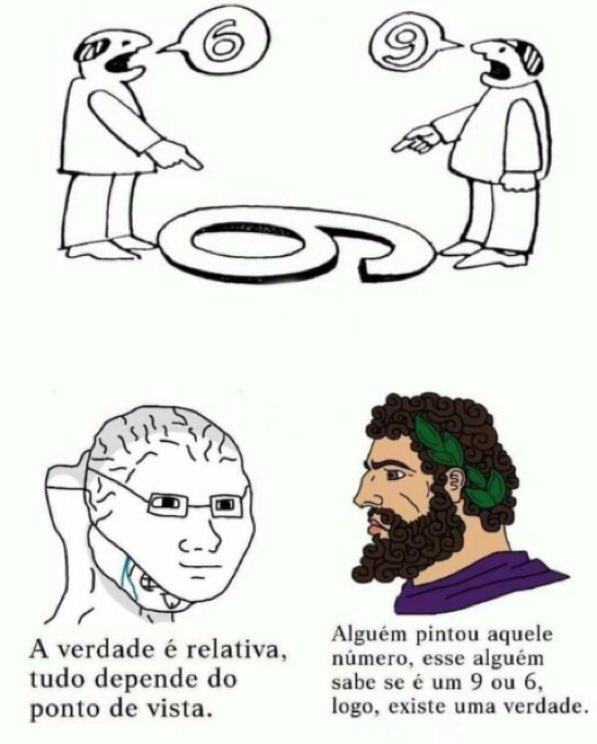 6
9
6
A verdade é relativa,
tudo depende do
ponto de vista.
Alguém pintou aquele
número, esse alguém
sabe se é um 9 ou 6,
logo, existe uma verdade.